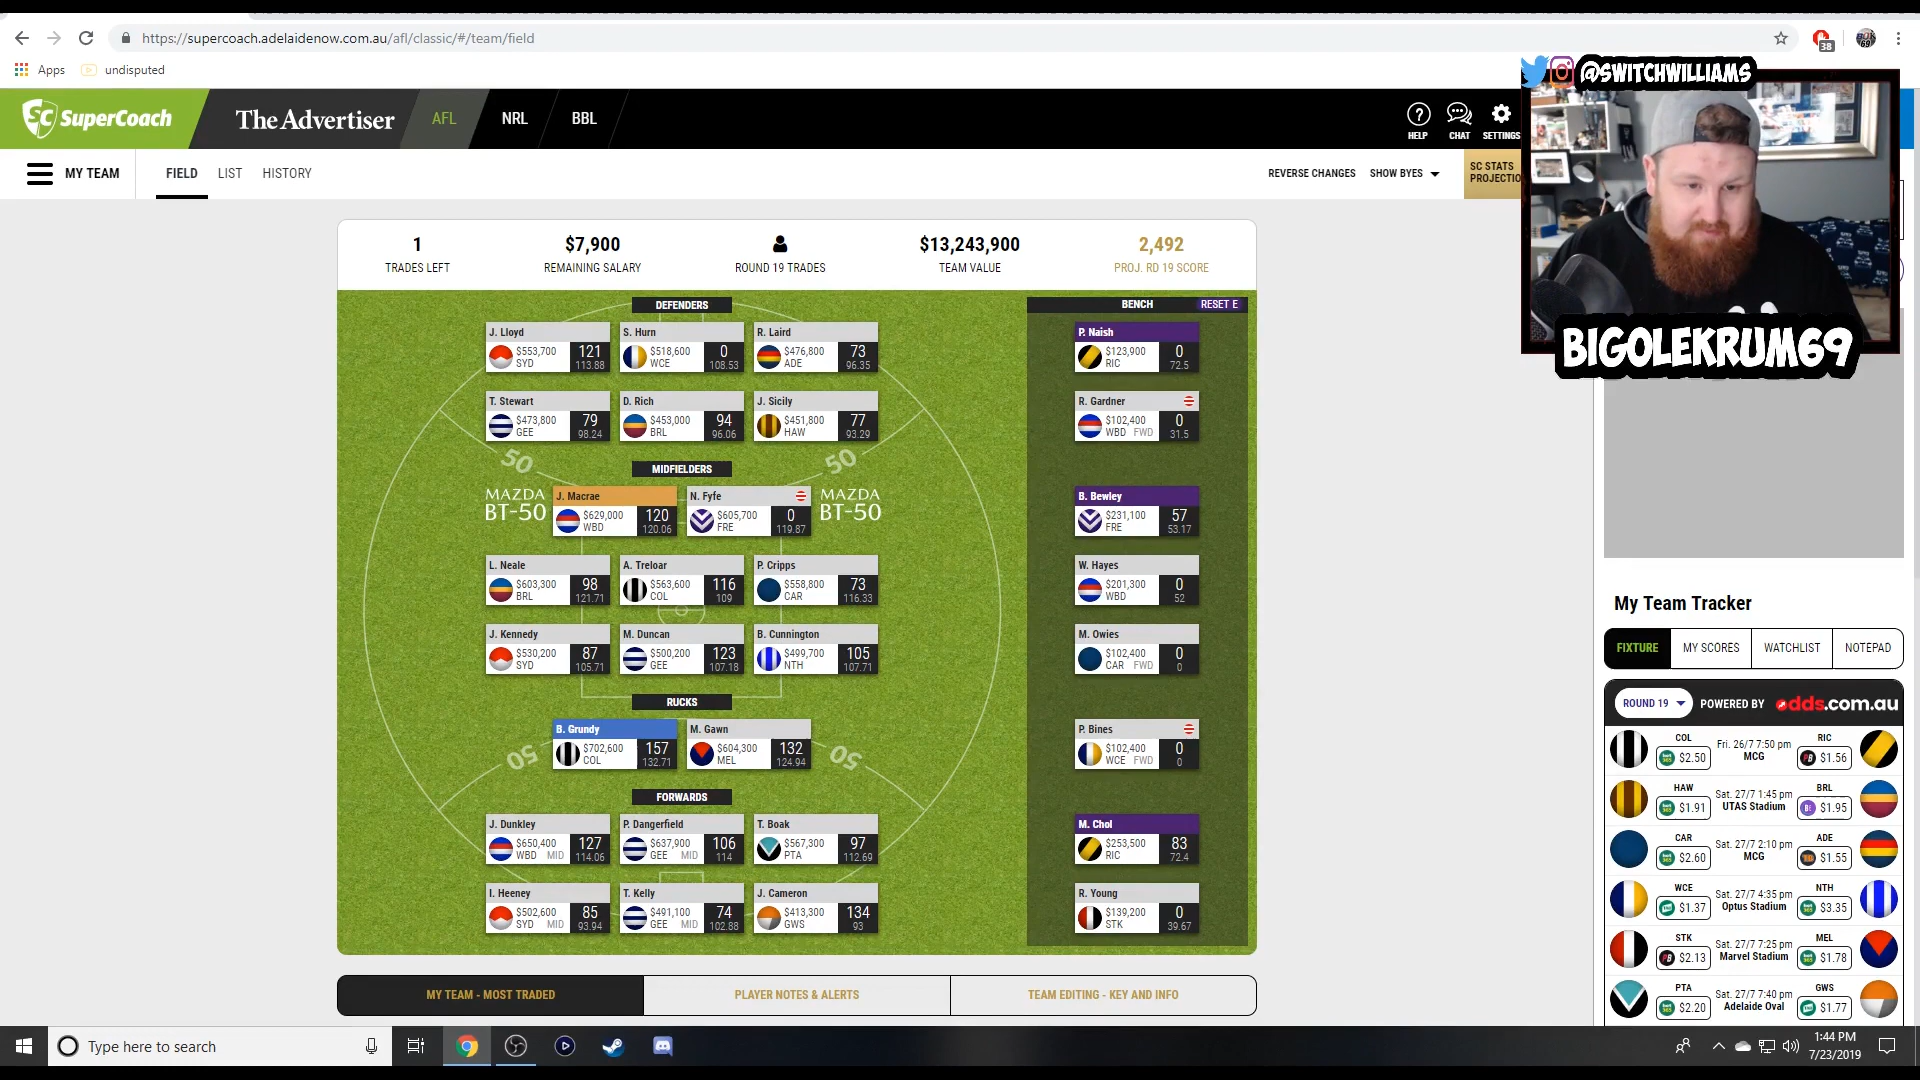 https://supercoach.adelaidenow.com.au/afl/classic/#/team/field
38
Apps undisputed
@SWITCHWILLIAMS
SC SUPERCOACH The Advertiser AFL NRL BBL
HELP CHAT SETTINGS
MY TEAM FIELD LIST HISTORY
REVERSE CHANGES SHOW BYES
SC STATS
PROJECTIO
1 $7,900 $13,243,900 2,492
TRADES LEFT REMAINING SALARY ROUND 19 TRADES TEAM VALUE PROJ. RD 19 SCORE
DEFENDERS BENCH RESET E
J. Lloyd S. Hurn R. Laird P. Naish
$553,700 121 $518,600 0 $476,800 73 $123,900 0
SYD 113.88 WCE 108.53 ADE 96.35 RIC 72.5
BIGOLEKRUM69
T. Stewart D. Rich J. Sicily R. Gardner
$473,800 79 $453,000 94 $451,800 77 $102,400 0
GEE 98.24 BRL 96.06 HAW 93.29 WBD FWD 31.5
50 50
MIDFIELDERS
MAZDA J. Macrae N. Fyfe MAZDA B. Bewley
BT-50 $629,000 120 $605,700 0 BT-50 $231,100 57
WBD 120.06 FRE 119.87 FRE 53.17
L. Neale A. Treloar P. Cripps W. Hayes
$603,300 98 $563,600 116 $558,800 73 $201,300 0
BRL 121.71 COL 109 CAR 116.33 WBD 52
J. Kennedy M. Duncan B. Cunnington M. Owies
$530,200 87 $500,200 123 $499,700 105 $102,400 0
SYD 105.71 GEE 107.18 NTH 107.71 CAR FWD 0
RUCKS
B. Grundy M. Gawn P. Bines
$702,600 157 $604,300 132 $102,400 0
COL 132.71 MEL 124.94 WCE FWD 0
50 50
FORWARDS
J. Dunkley P. Dangerfield T. Boak M. Chol
$650,400 127 $637,900 106 $567,300 97 $253,500 83
WBD MID 114.06 GEE MID 114 PTA 112.69 RIC 72.4
I. Heeney T. Kelly J. Cameron R. Young
$502,600 85 $491,100 74 $413,300 134 $139,200 0
SYD MID 93.94 GEE MID 102.88 GWS 93 STK 39.67
MY TEAM - MOST TRADED PLAYER NOTES & ALERTS TEAM EDITING - KEY AND INFO
My Team Tracker
FIXTURE MY SCORES WATCHLIST NOTEPAD
ROUND 19 POWERED BY odds.com.au
COL Fri. 26/7 7:50 pm RIC
$2.50 MCG $1.56
HAW Sat. 27/7 1:45 pm BRL
$1.91 UTAS Stadium $1.95
CAR Sat. 27/7 2:10 pm ADE
$2.60 MCG $1.55
WCE Sat. 27/7 4:35 pm NTH
$1.37 Optus Stadium $3.35
STK Sat. 27/7 7:25 pm MEL
$2.13 Marvel Stadium $1.78
PTA Sat. 27/7 7:40 pm GWS
$2.20 Adelaide Oval $1.77
Type here to search
1:44 PM
7/23/2019